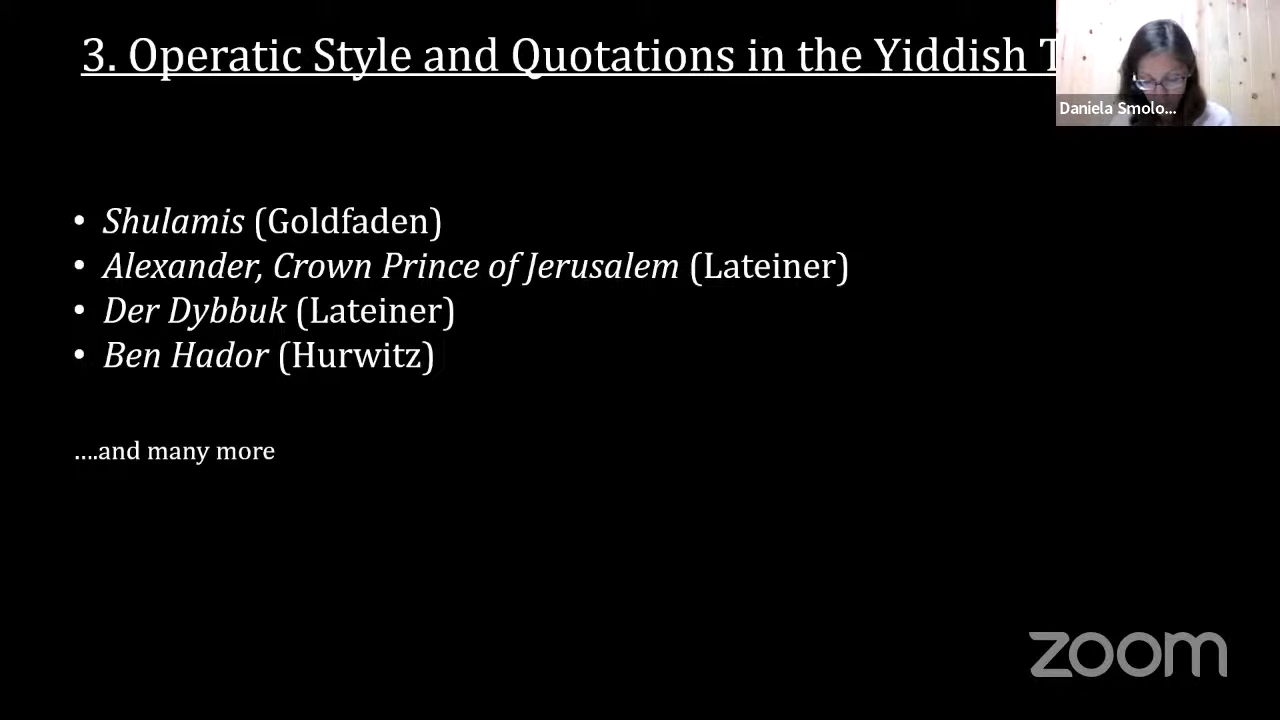 3. Operatic Style and Quotations in the Yiddish
Daniela Smolo...
• Shulamis (Goldfaden)
• Alexander, Crown Prince of Jerusalem (Lateiner)
• Der Dybbuk (Lateiner)
• Ben Hador (Hurwitz)
....and many more
zoom